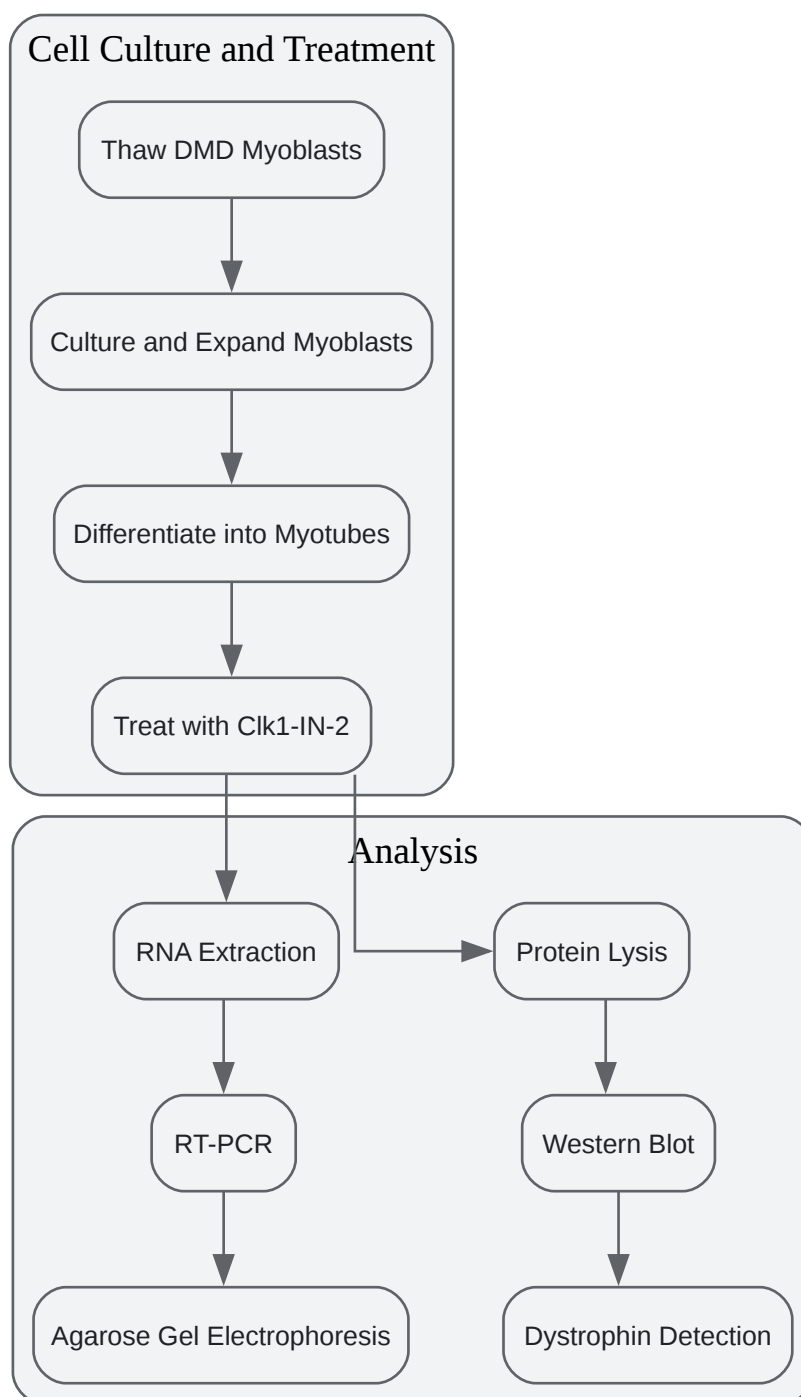 Cell Culture and Treatment
Thaw DMD Myoblasts
Culture and Expand Myoblasts
Differentiate into Myotubes
Treat with Clk1-IN-2
Analysis
RNA Extraction
Protein Lysis
RT-PCR
Western Blot
Agarose Gel Electrophoresis
Dystrophin Detection